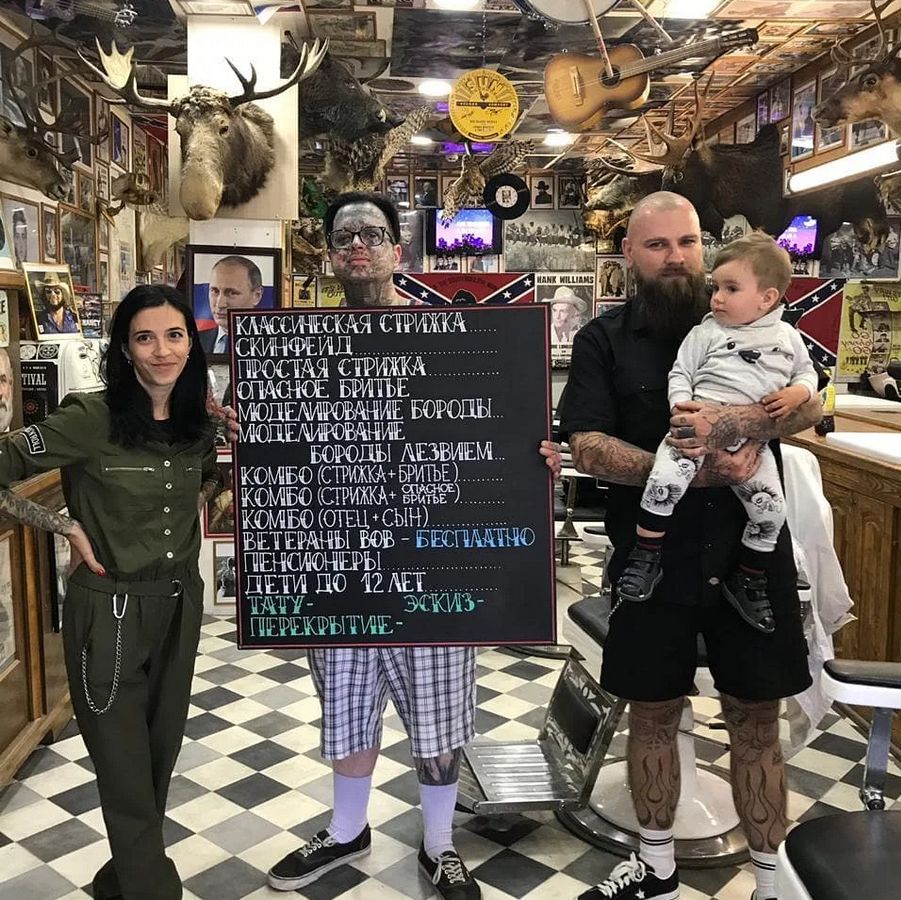 HANK WILLIAMS
TIVAL
КЛАССИЧЕСКАЯ СТРИЖКА......
СКИНФЕЙД..................
ПРОСТАЯ СТРИЖКА...........
ОПАСНОЕ БРИТЬЕ
МОДЕЛИРОВАНИЕ БОРОДЫ...
МОДЕЛИРОВАНИЕ
БОРОДЫ ЛЕЗВИЕМ...
КОМБО (СТРИЖКА + БРИТЬЕ).......
КОМБО (СТРИЖКА + ОПАСНОЕ БРИТЬЕ)
КОМБО (ОТЕЦ + СЫН)...............
ВЕТЕРАНЫ ВОВ - БЕСПЛАТНО
ПЕНСИОНЕРЫ..................
ДЕТИ ДО 12 ЛЕТ..............
ТАТУ- ЭСКИЗ-
ПЕРЕКРЫТИЕ-